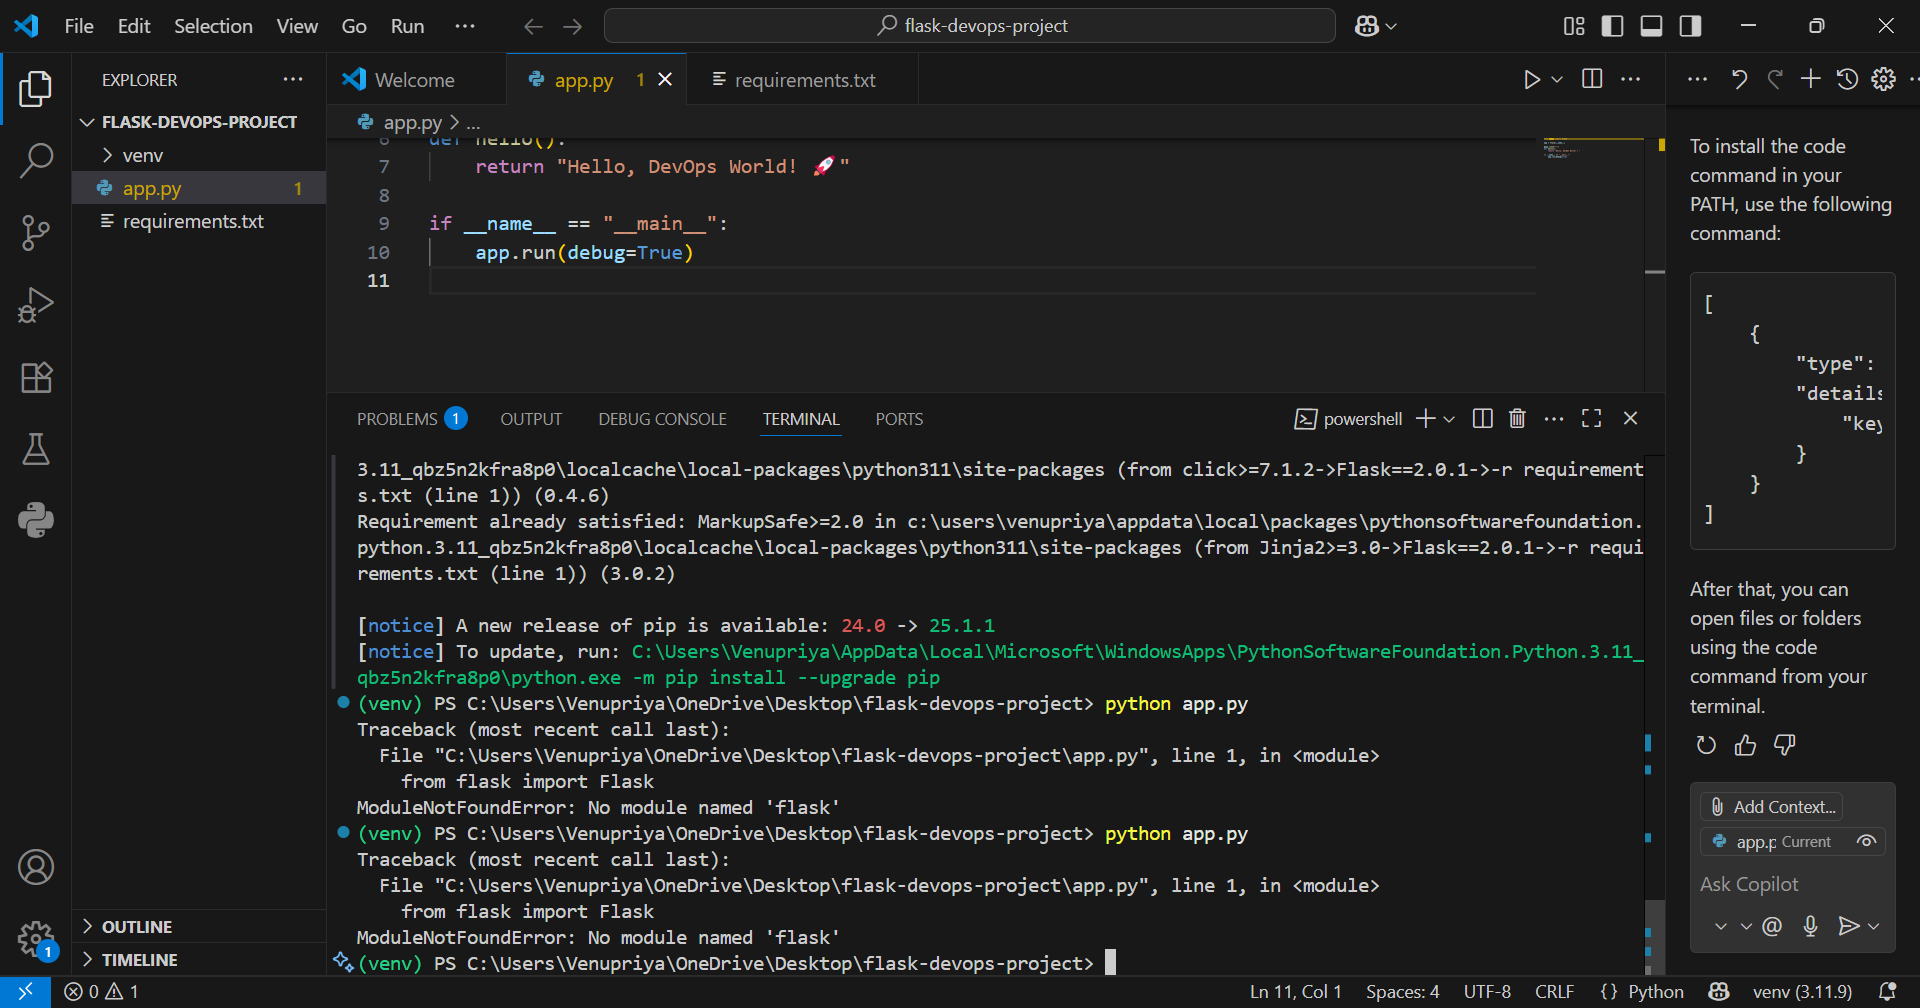 File Edit Selection View Go Run ···
flask-devops-project
EXPLORER
FLASK-DEVOPS-PROJECT
venv
app.py 1
requirements.txt
OUTLINE
TIMELINE
Welcome
app.py 1
requirements.txt
app.py > ...
6 def hello():
7 return "Hello, DevOps World! 🚀"
8
9 if __name__ == "__main__":
10 app.run(debug=True)
11
PROBLEMS 1 OUTPUT DEBUG CONSOLE TERMINAL PORTS
powershell
3.11_qbz5n2kfra8p0\localcache\local-packages\python311\site-packages (from click>=7.1.2->Flask==2.0.1->-r requirement
s.txt (line 1)) (0.4.6)
Requirement already satisfied: MarkupSafe>=2.0 in c:\users\venupriya\appdata\local\packages\pythonsoftwarefoundation.
python.3.11_qbz5n2kfra8p0\localcache\local-packages\python311\site-packages (from Jinja2>=3.0->Flask==2.0.1->-r requi
rements.txt (line 1)) (3.0.2)
[notice] A new release of pip is available: 24.0 -> 25.1.1
[notice] To update, run: C:\Users\Venupriya\AppData\Local\Microsoft\WindowsApps\PythonSoftwareFoundation.Python.3.11_
qbz5n2kfra8p0\python.exe -m pip install --upgrade pip
(venv) PS C:\Users\Venupriya\OneDrive\Desktop\flask-devops-project> python app.py
Traceback (most recent call last):
File "C:\Users\Venupriya\OneDrive\Desktop\flask-devops-project\app.py", line 1, in <module>
from flask import Flask
ModuleNotFoundError: No module named 'flask'
(venv) PS C:\Users\Venupriya\OneDrive\Desktop\flask-devops-project> python app.py
Traceback (most recent call last):
File "C:\Users\Venupriya\OneDrive\Desktop\flask-devops-project\app.py", line 1, in <module>
from flask import Flask
ModuleNotFoundError: No module named 'flask'
(venv) PS C:\Users\Venupriya\OneDrive\Desktop\flask-devops-project>
To install the code
command in your
PATH, use the following
command:
[
{
"type":
"details
"key
}
}
]
After that, you can
open files or folders
using the code
command from your
terminal.
Add Context...
app.p Current
Ask Copilot
@
1
0 1
Ln 11, Col 1 Spaces: 4 UTF-8 CRLF {} Python venv (3.11.9)